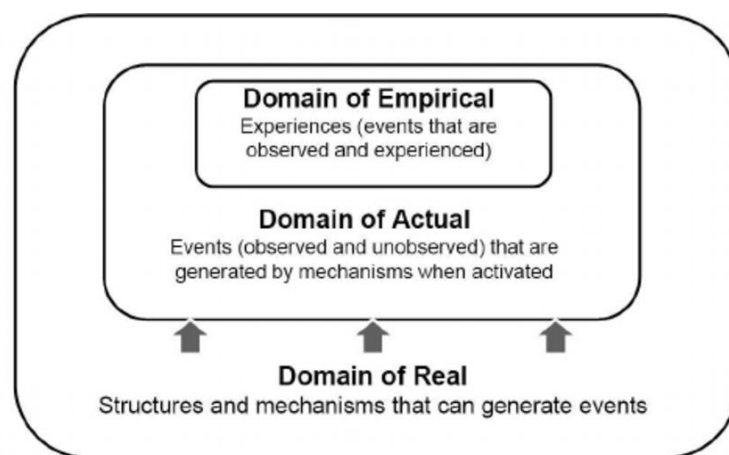 Domain of Empirical
Experiences (events that are
observed and experienced)
Domain of Actual
Events (observed and unobserved) that are
generated by mechanisms when activated
Domain of Real
Structures and mechanisms that can generate events